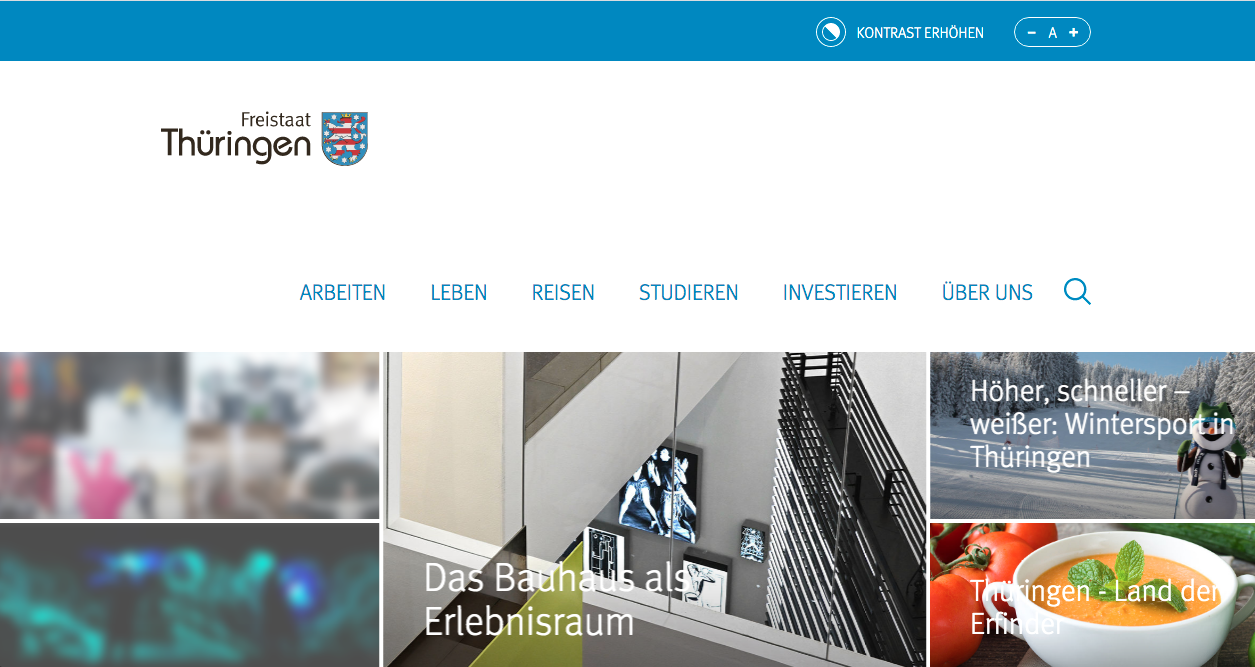 KONTRAST ERHÖHEN
− A +
Freistaat
Thüringen
ARBEITEN LEBEN REISEN STUDIEREN INVESTIEREN ÜBER UNS
Höher, schneller –
weißer: Wintersport in
Thüringen
Das Bauhaus als
Erlebnisraum
Thüringen - Land der
Erfinder